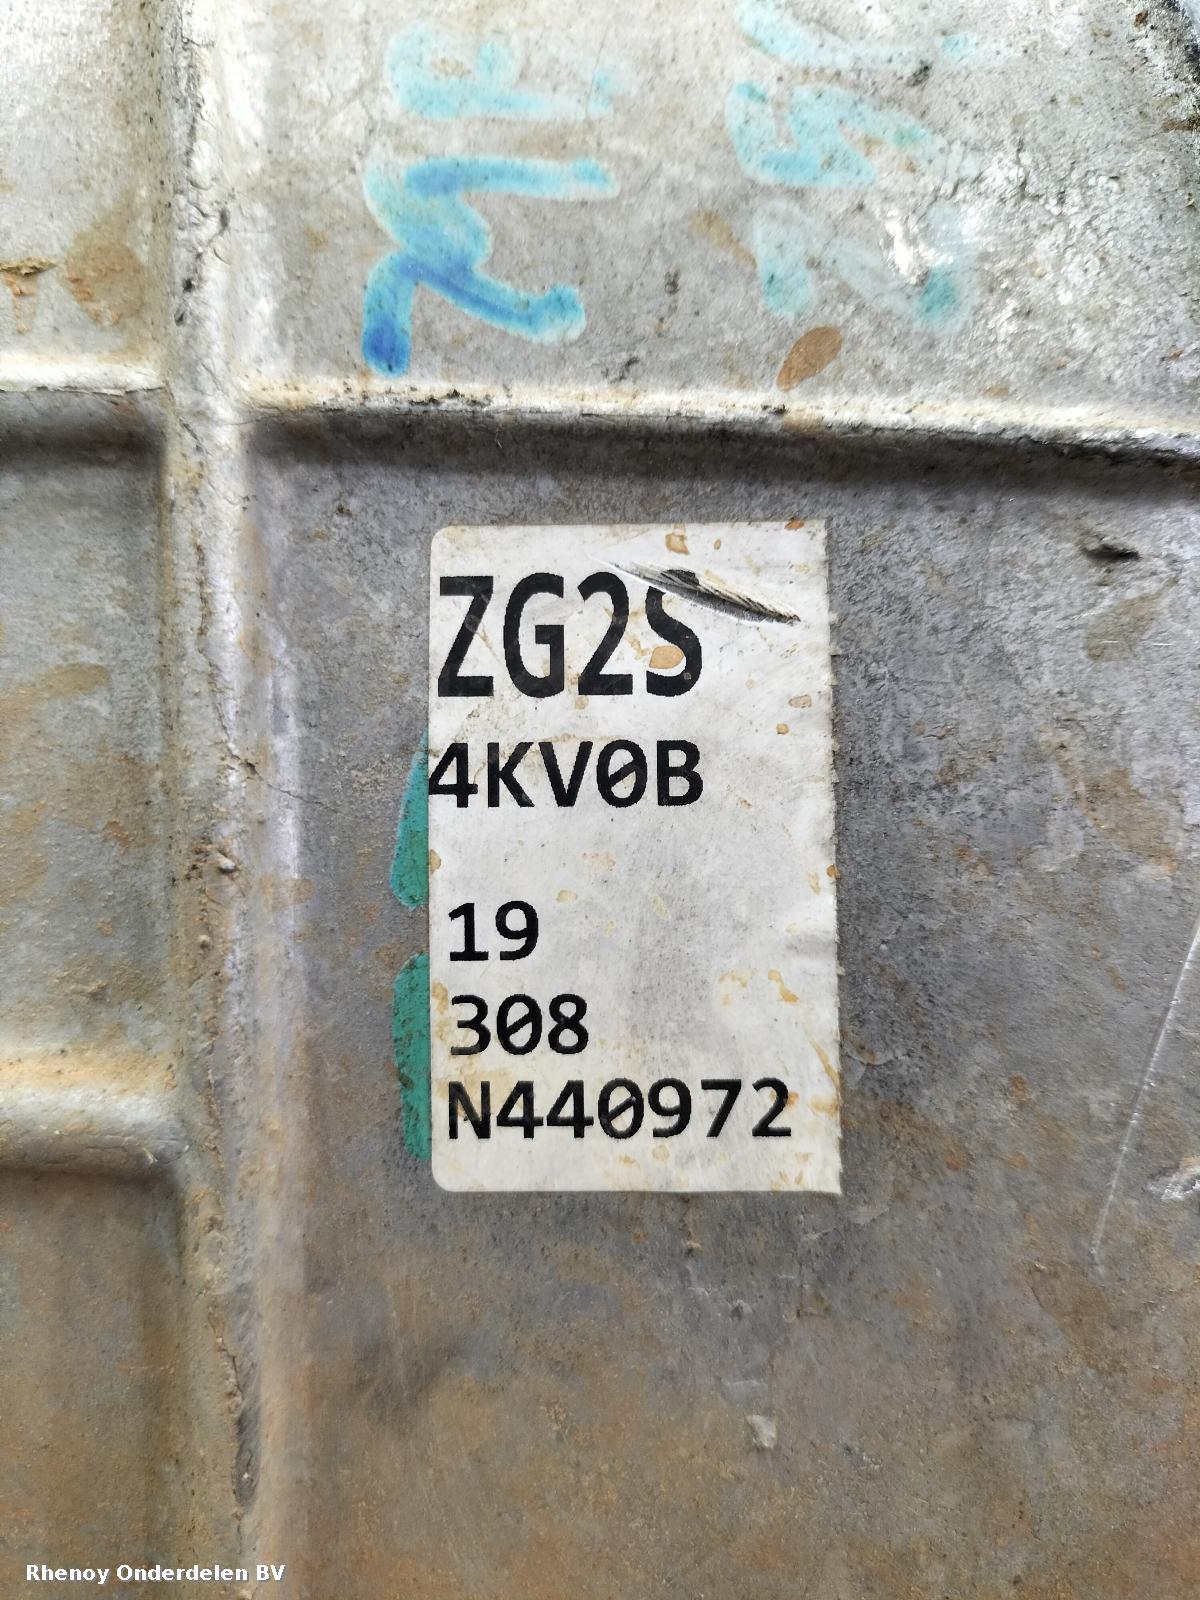 ZG2S
4KV0B
19
308
N440972
Rhenoy Onderdelen BV